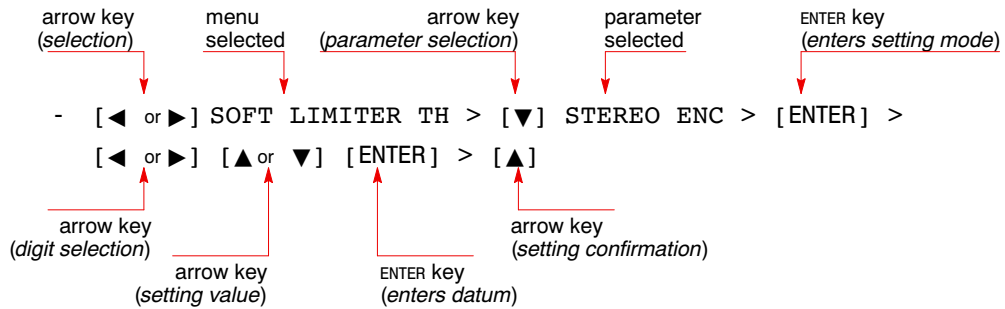 arrow key menu arrow key parameter ENTER key
(selection) selected (parameter selection) selected (enters setting mode)
- [◄ or ►] SOFT LIMITER TH > [▼] STEREO ENC > [ENTER] >
[◄ or ►] [▲ or ▼] [ENTER] > [▲]
arrow key arrow key
(digit selection) (setting confirmation)
arrow key ENTER key
(setting value) (enters datum)